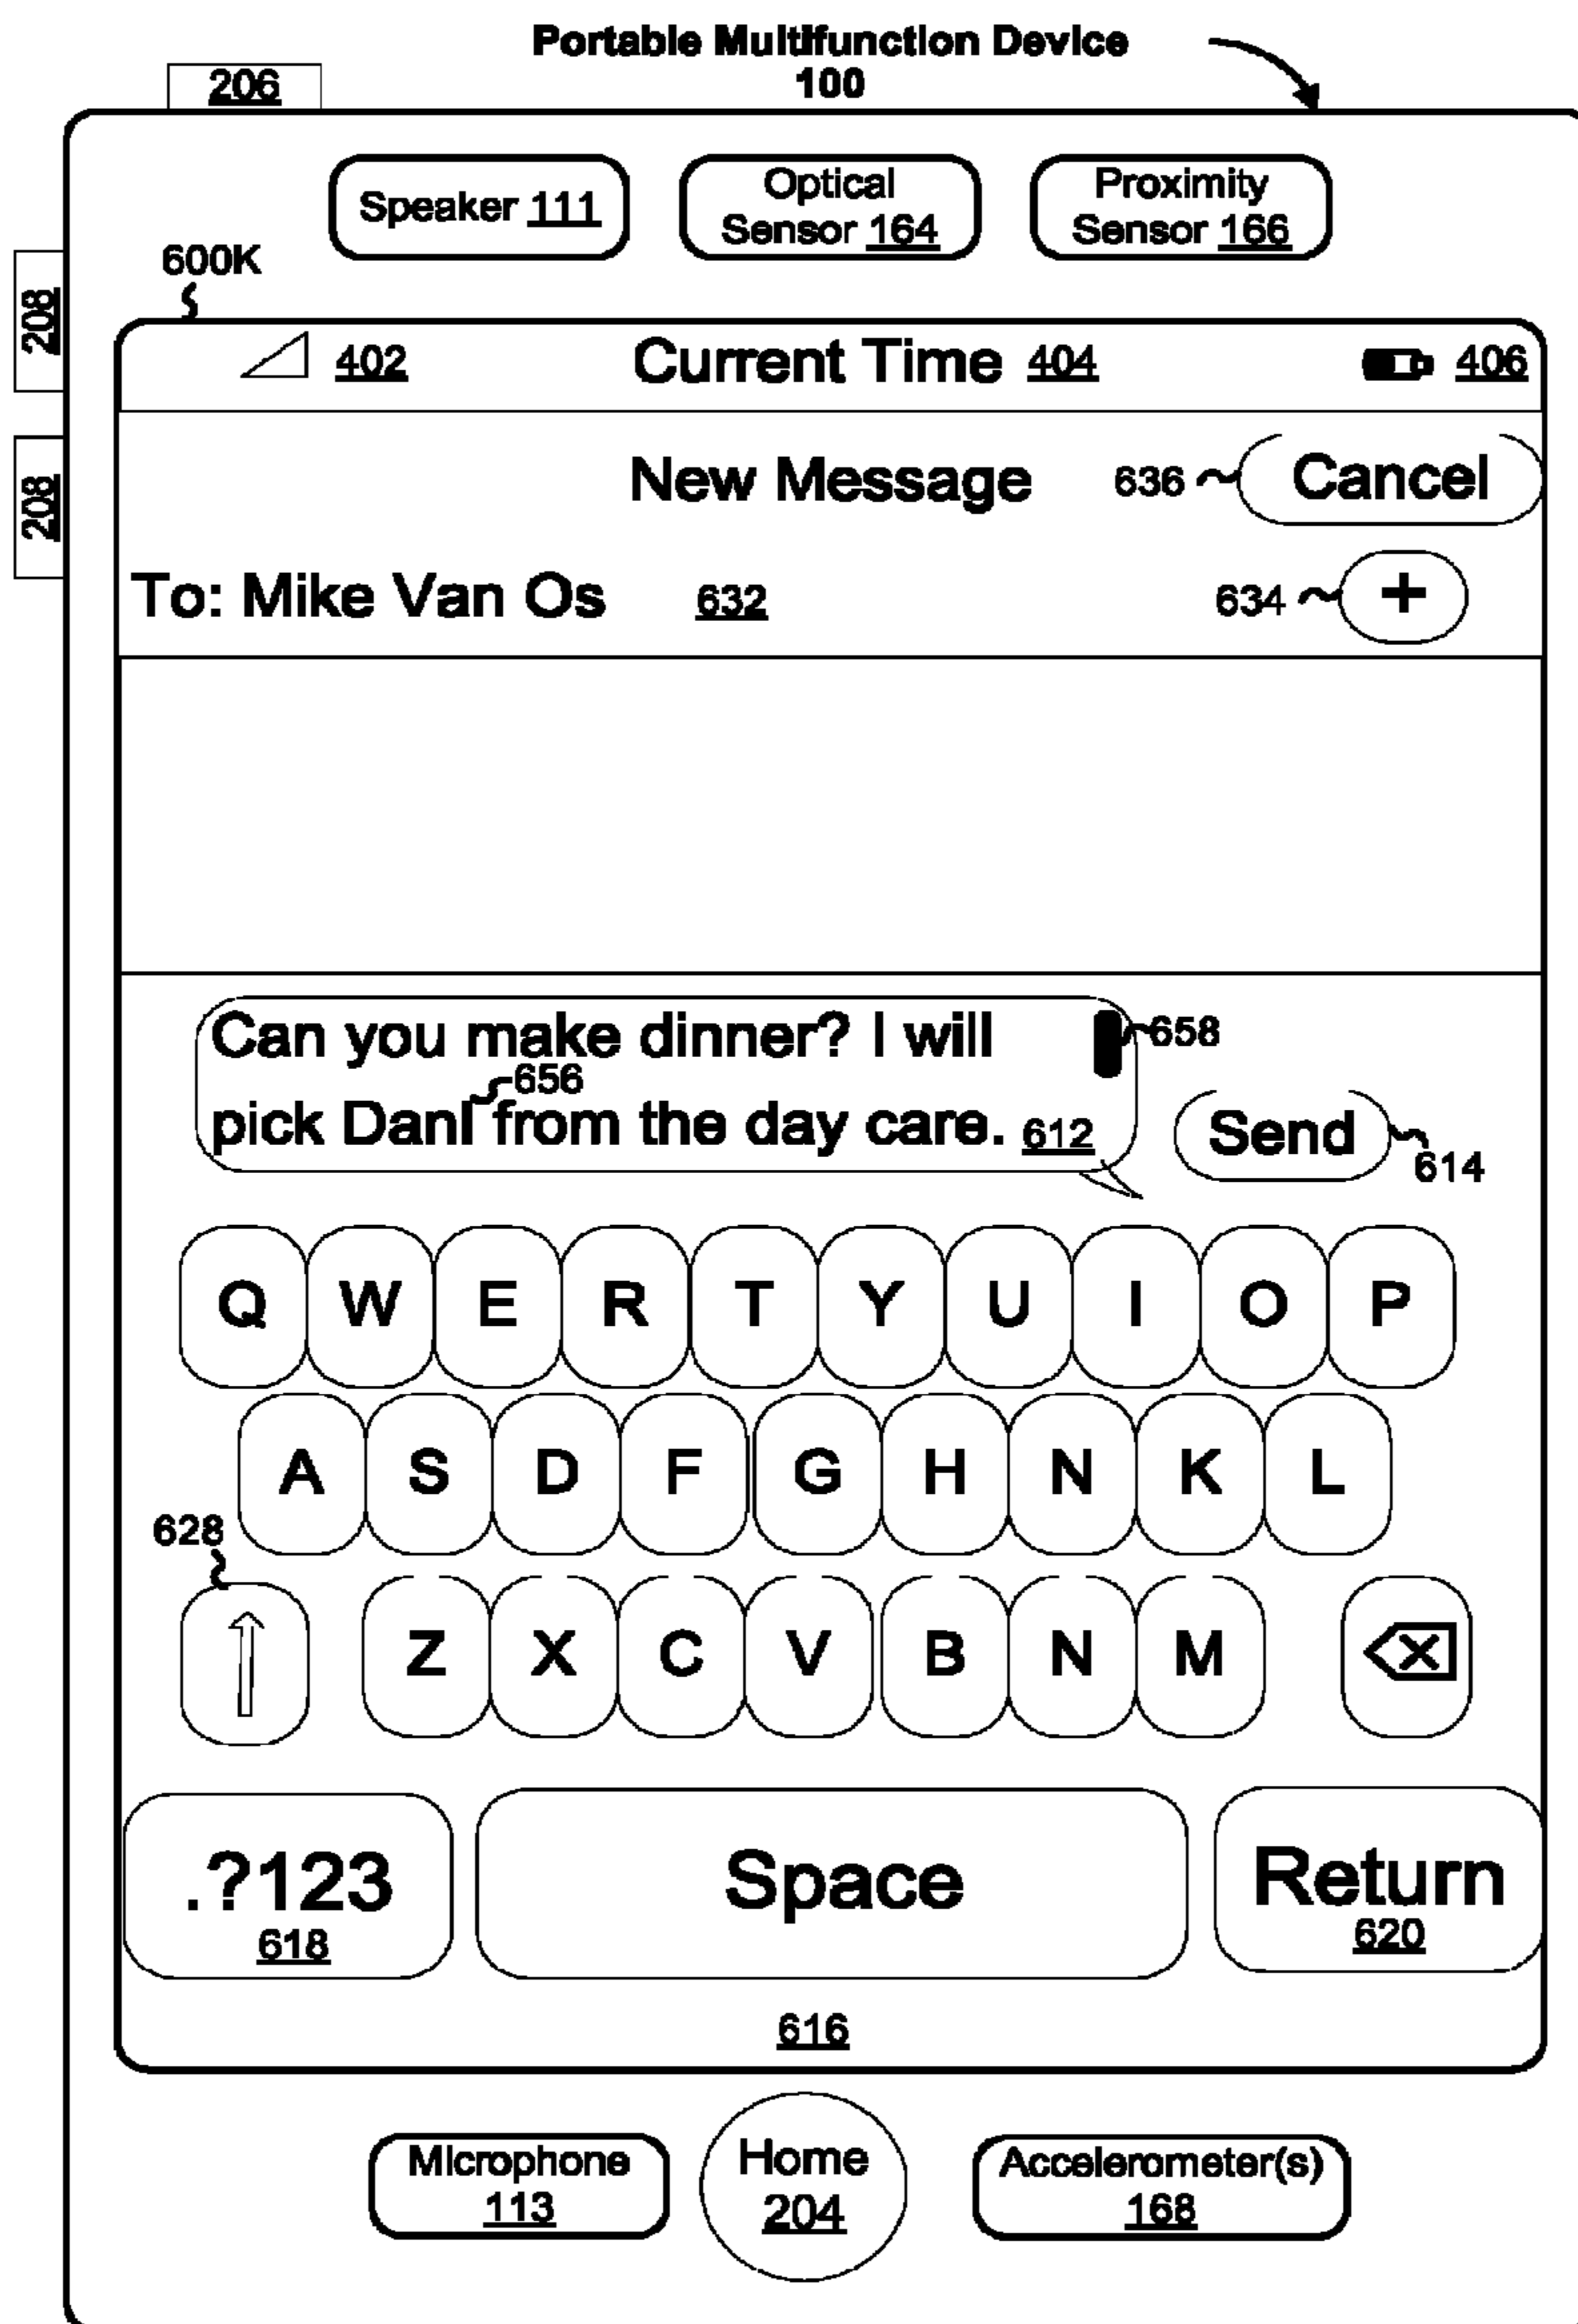 Portable Multifunction Device
100
206
Speaker 111
Optical
Sensor 164
Proximity
Sensor 166
600K
208
208
402
Current Time 404
406
New Message
636
Cancel
To: Mike Van Os
632
634
+
Can you make dinner? I will
658
656
pick Dani from the day care. 612
Send
614
Q W E R T Y U I O P
A S D F G H N K L
628
Z X C V B N M
.?123
618
Space
Return
620
616
Microphone
113
Home
204
Accelerometer(s)
168